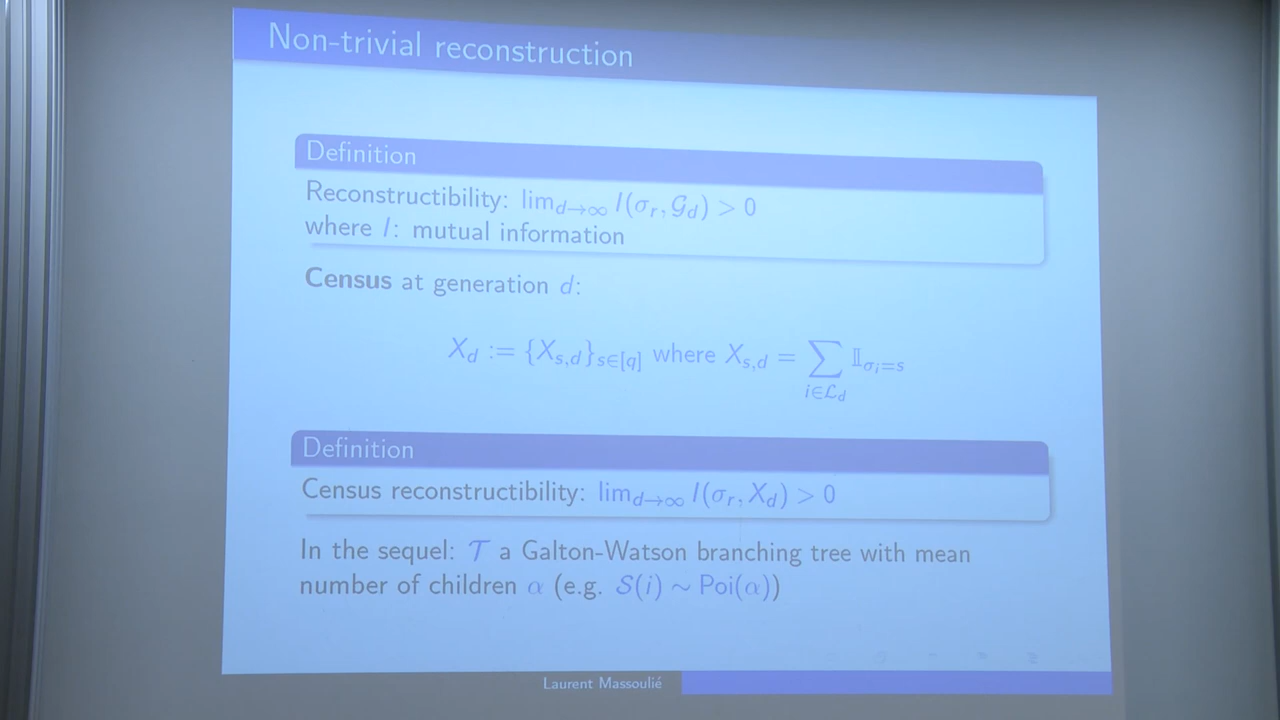 Non-trivial reconstruction
Definition
Reconstructibility: lim_{d→∞} I(σ_r, 𝒢_d) > 0
where I: mutual information
Census at generation d:
X_d := {X_{s,d}}_{s∈[q]} where X_{s,d} = ∑_{i∈ℒ_d} 𝕀_{σ_i=s}
Definition
Census reconstructibility: lim_{d→∞} I(σ_r, X_d) > 0
In the sequel: 𝒯 a Galton-Watson branching tree with mean
number of children α (e.g. 𝒮(i) ∼ Poi(α))
Laurent Massoulié